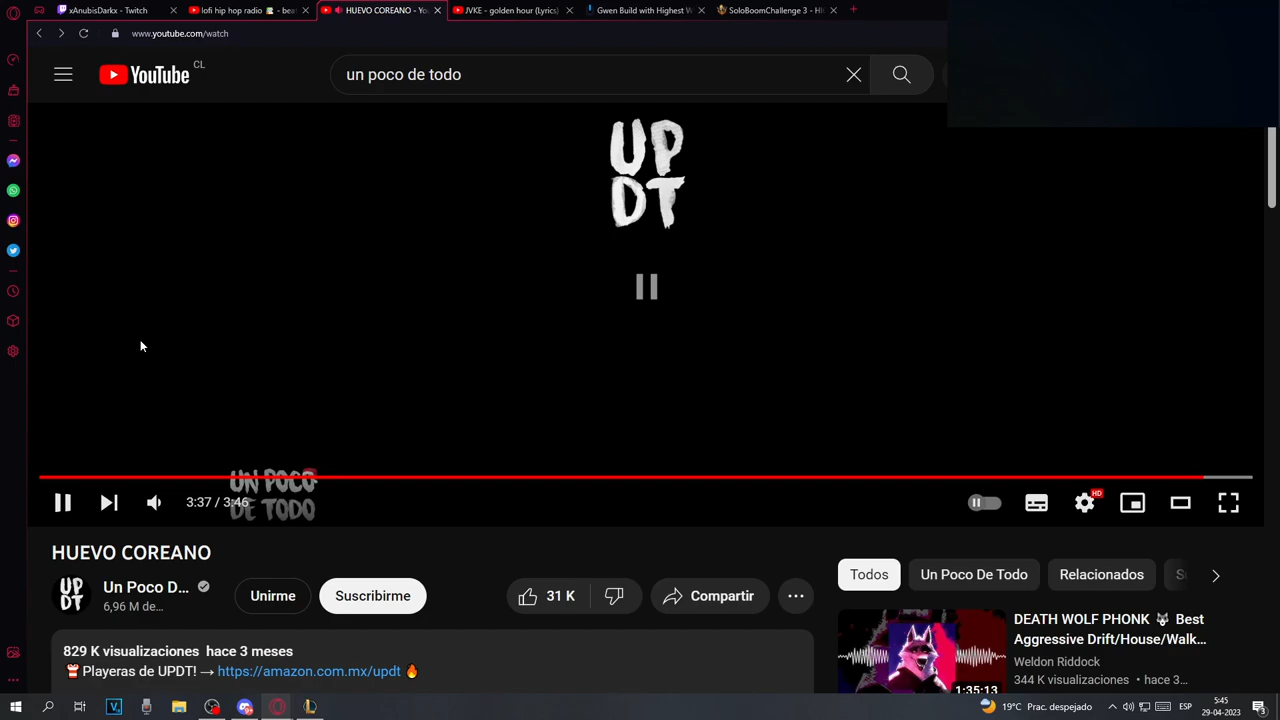 xAnubisDarkx - Twitch
lofi hip hop radio - bea
HUEVO COREANO - Yo
JVKE - golden hour (Lyrics)
Gwen Build with Highest W
SoloBoomChallenge 3 - H
www.youtube.com/watch
YouTube CL
un poco de todo
UP
DT
UN POCO
DE TODO
3:37 / 3:46
HD
HUEVO COREANO
UP
DT
Un Poco D...
6,96 M de...
Unirme
Suscribirme
31 K
Compartir
...
Todos
Un Poco De Todo
Relacionados
829 K visualizaciones hace 3 meses
Playeras de UPDT! → https://amazon.com.mx/updt
DEATH WOLF PHONK 🐺 Best
Aggressive Drift/House/Walk...
Weldon Riddock
344 K visualizaciones • hace 3...
1:35:13
19°C Prac. despejado
ESP
5:45
29-04-2023
3